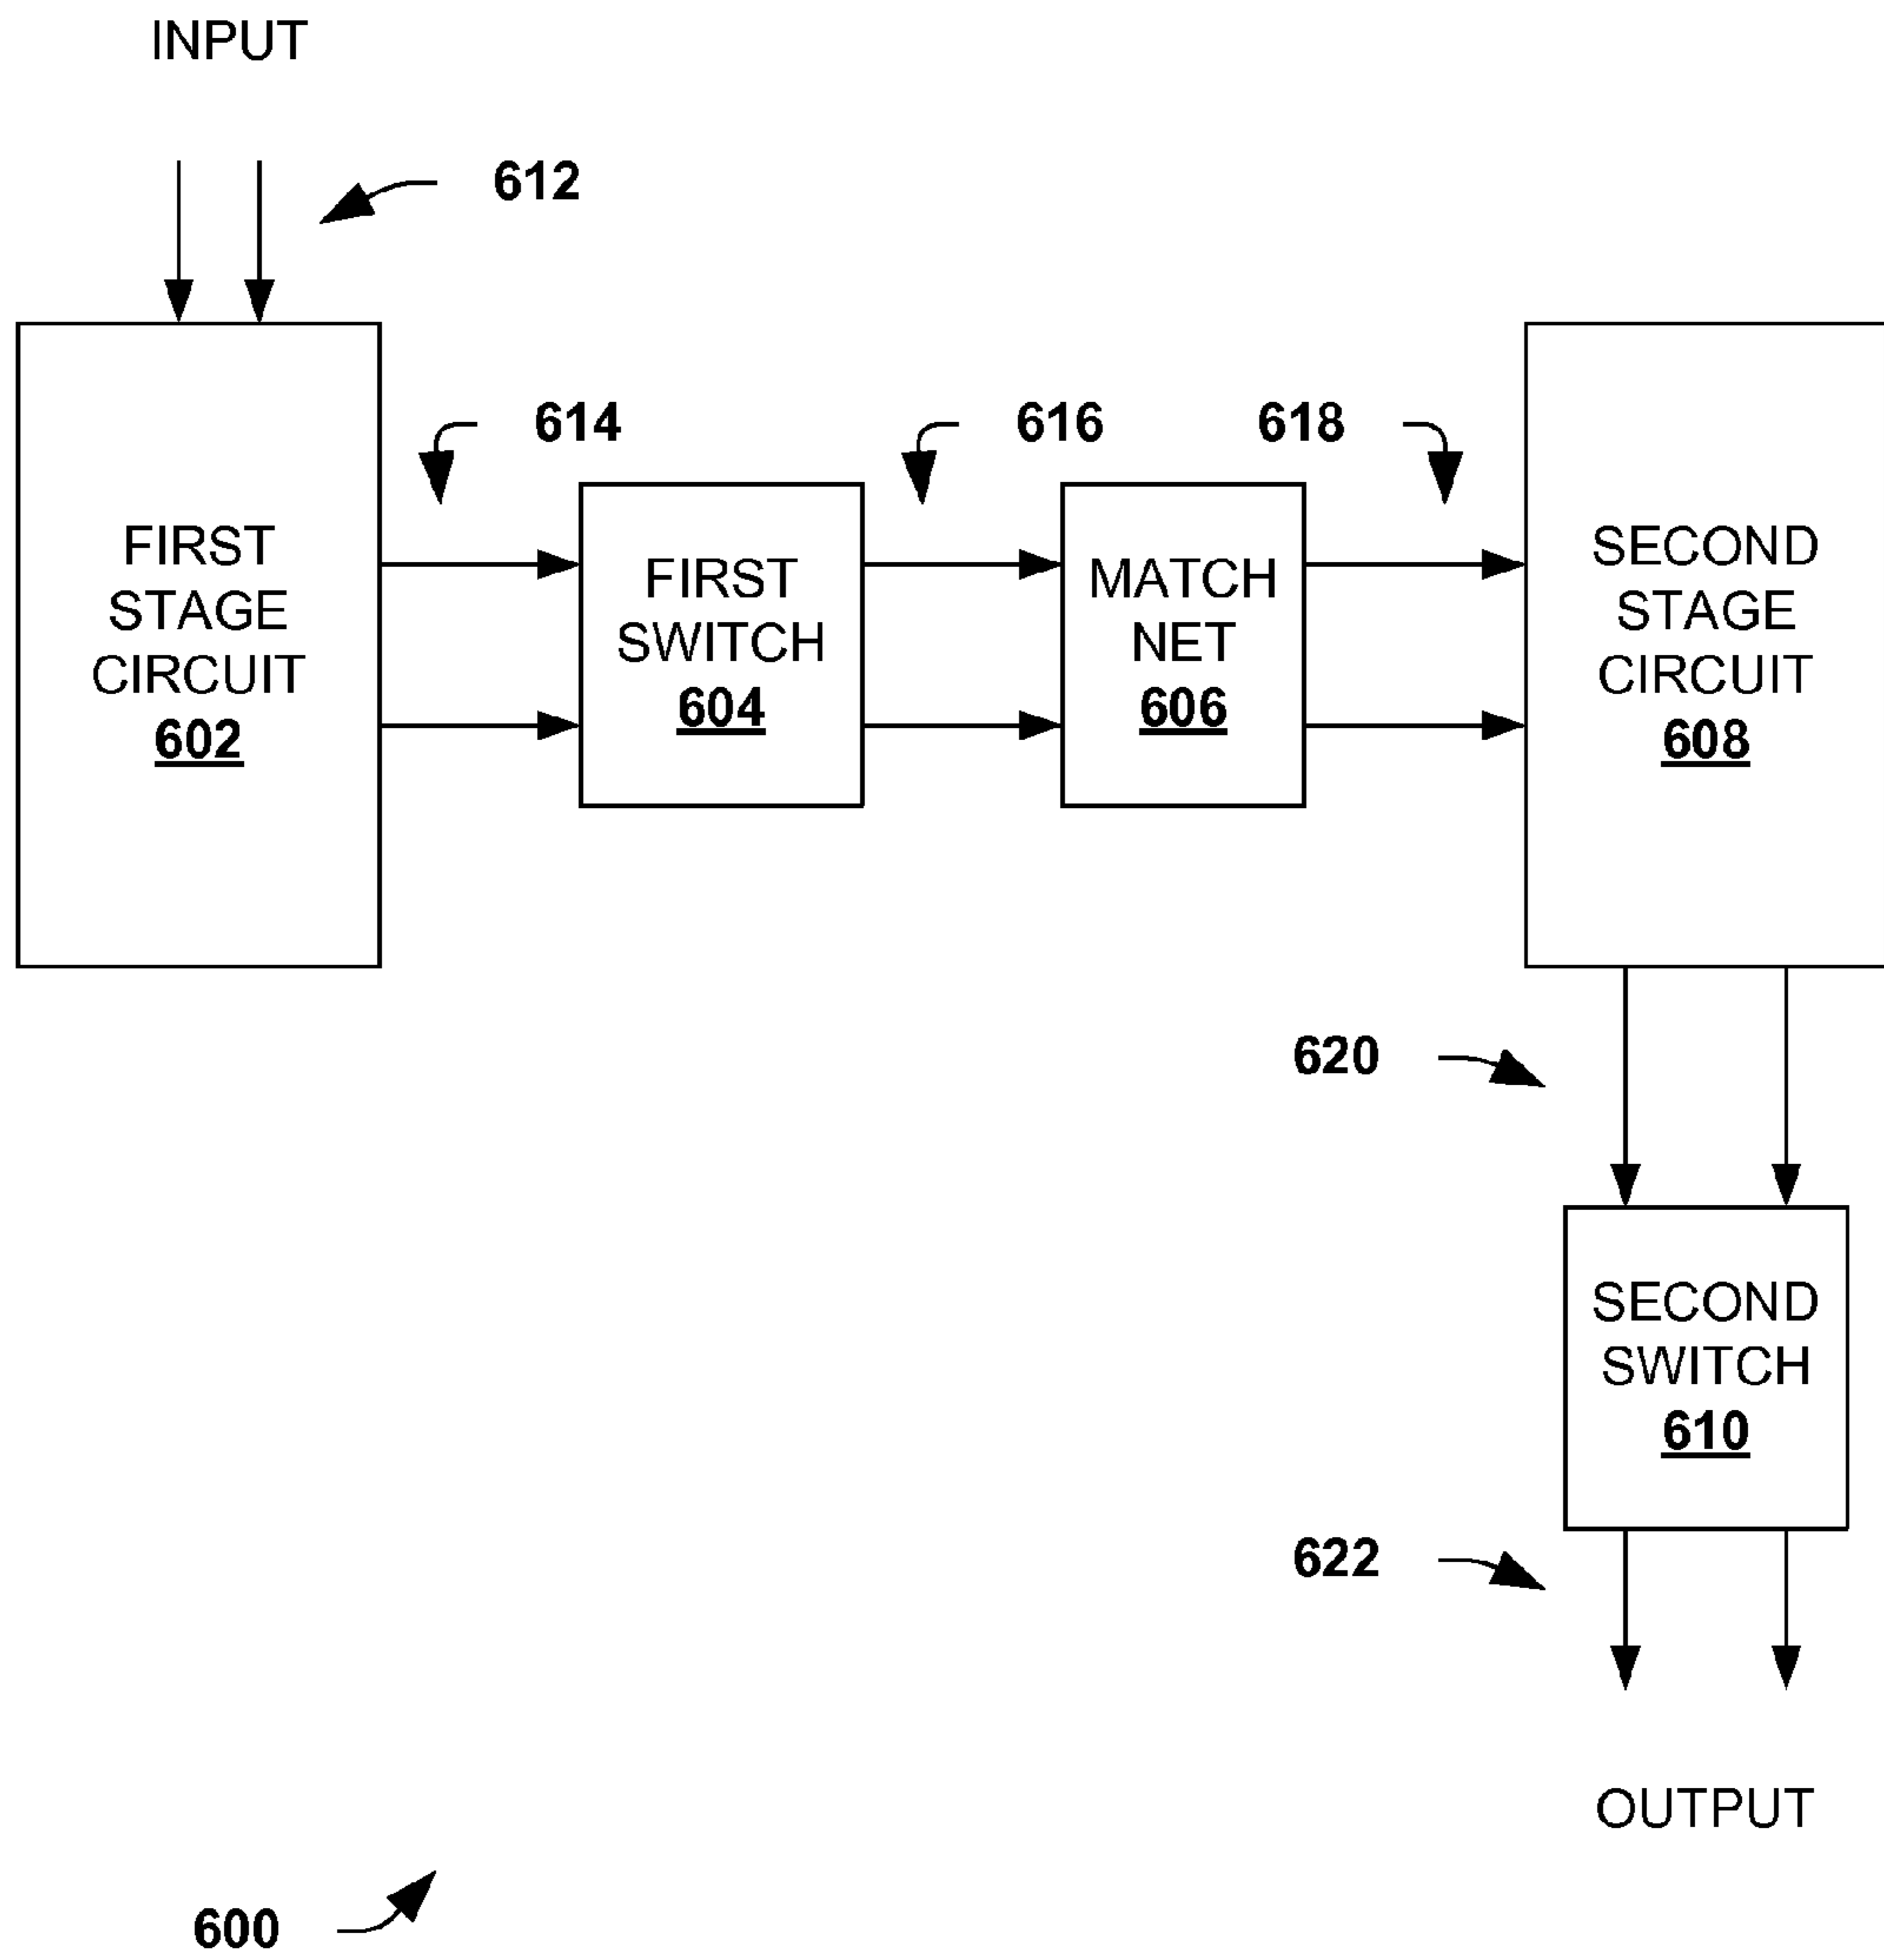 INPUT
612
614
616
618
FIRST
STAGE
CIRCUIT
602
FIRST
SWITCH
604
MATCH
NET
606
SECOND
STAGE
CIRCUIT
608
620
SECOND
SWITCH
610
622
OUTPUT
600